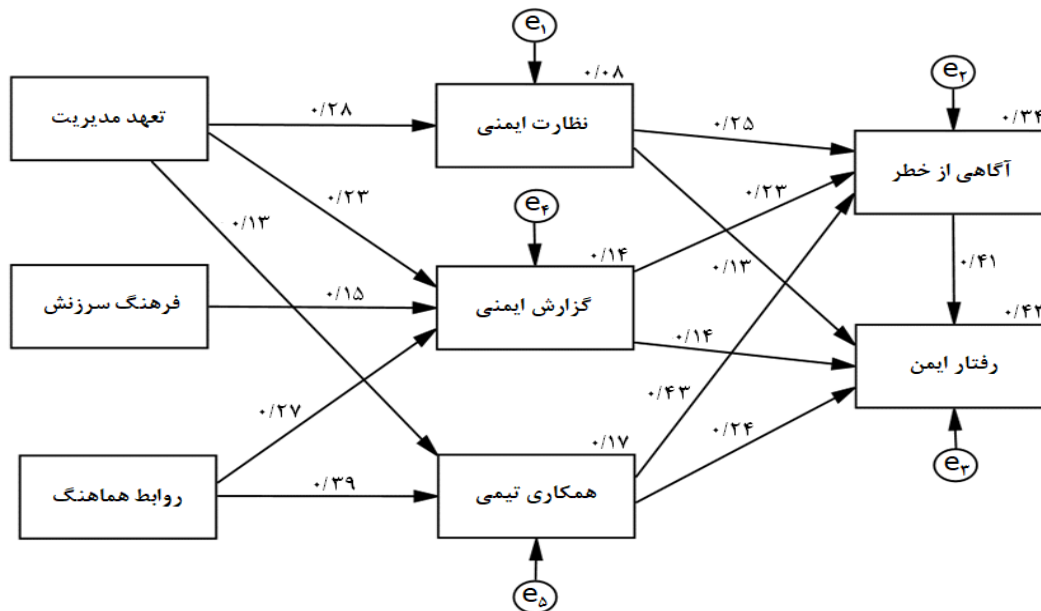 e۱
۰/۰۸
e۲
۰/۳۴
تعهد مدیریت
۰/۲۸
نظارت ایمنی
۰/۲۵
آگاهی از خطر
۰/۲۳
e۴
۰/۲۳
۰/۱۳
۰/۱۴
۰/۱۳
۰/۴۱
فرهنگ سرزنش
۰/۱۵
گزارش ایمنی
۰/۴۲
۰/۱۴
رفتار ایمن
۰/۲۷
۰/۴۳
۰/۲۴
۰/۱۷
e۳
روابط هماهنگ
۰/۳۹
همکاری تیمی
e۵